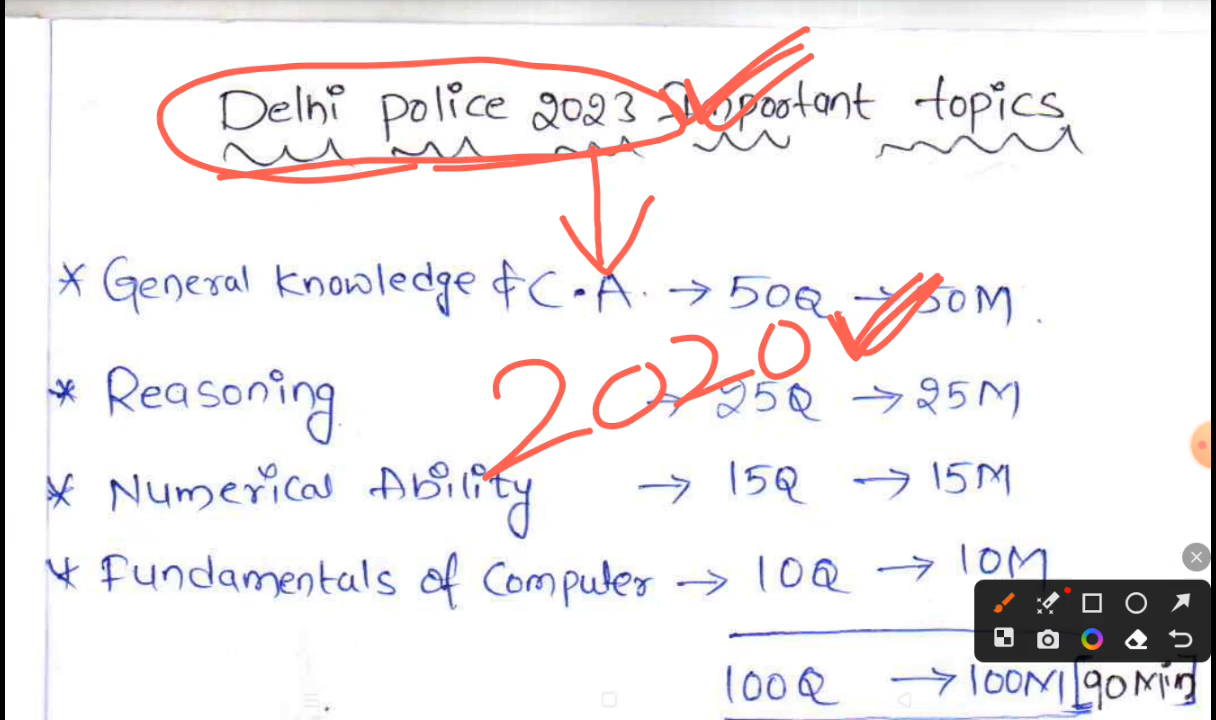 Delhi police 2023 Important topics
* General knowledge & C.A. → 50Q → 50M.
* Reasoning → 25Q → 25M
2020
* Numerical Ability → 15Q → 15M
* Fundamentals of Computer → 10Q → 10M
100Q → 100M [90Min]